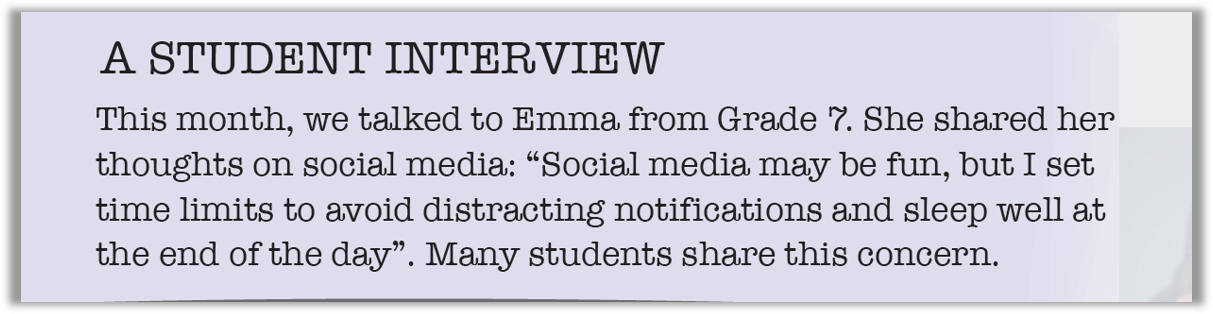 A STUDENT INTERVIEW
This month, we talked to Emma from Grade 7. She shared her
thoughts on social media: “Social media may be fun, but I set
time limits to avoid distracting notifications and sleep well at
the end of the day”. Many students share this concern.